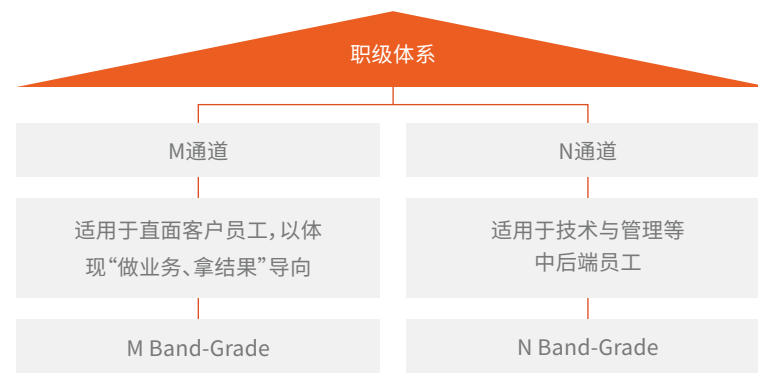 职级体系
M通道
N通道
适用于直面客户员工，以体
现“做业务、拿结果”导向
适用于技术与管理等
中后端员工
M Band-Grade
N Band-Grade